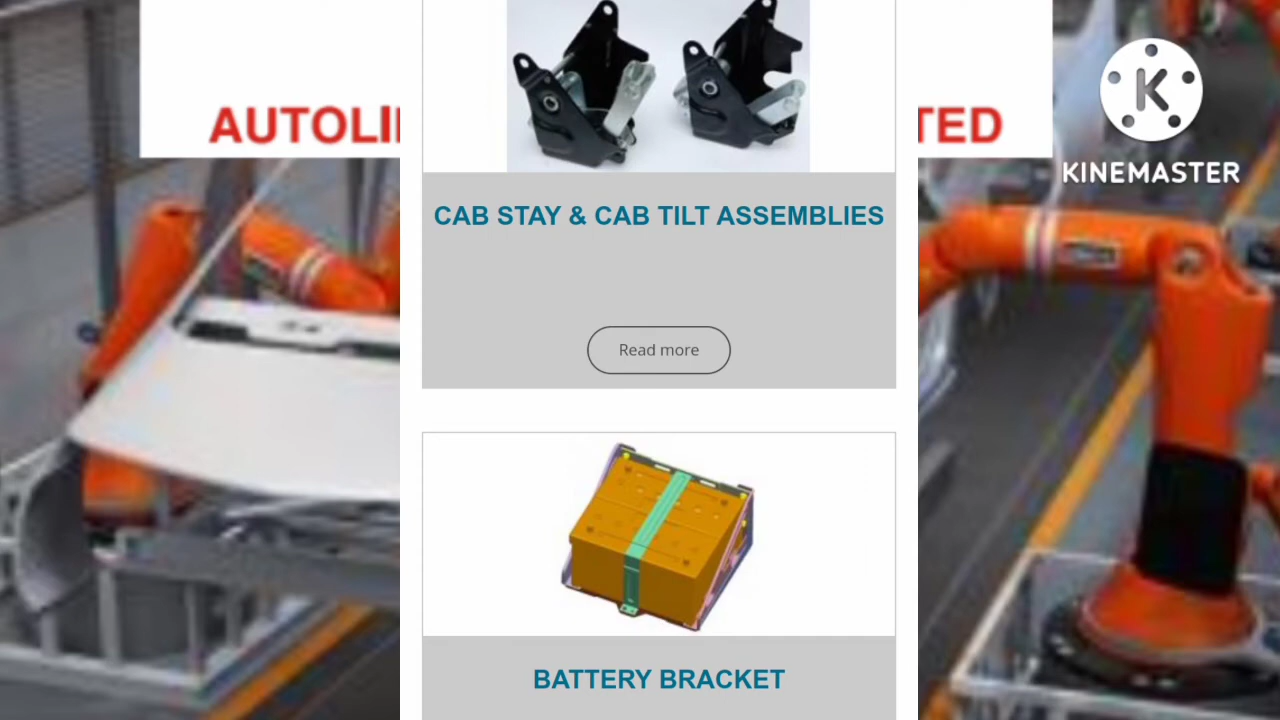 AUTOLI
TED
KINEMASTER
CAB STAY & CAB TILT ASSEMBLIES
Read more
BATTERY BRACKET